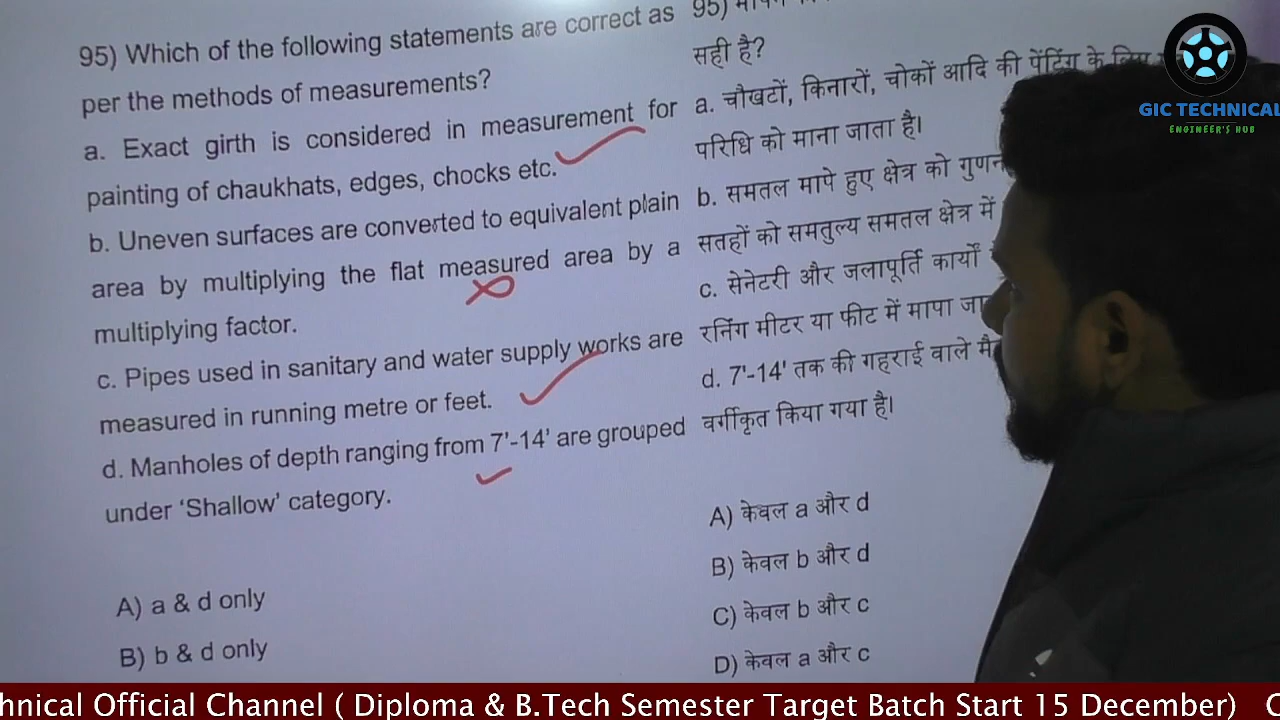 95) Which of the following statements are correct as
per the methods of measurements?
a. Exact girth is considered in measurement for
painting of chaukhats, edges, chocks etc.
b. Uneven surfaces are converted to equivalent plain
area by multiplying the flat measured area by a
multiplying factor.
c. Pipes used in sanitary and water supply works are
measured in running metre or feet.
d. Manholes of depth ranging from 7'-14' are grouped
under ‘Shallow’ category.
A) a & d only
B) b & d only
95)
सही है?
a. चौखटों, किनारों, चोकों आदि की पेंटिंग के लिए
परिधि को माना जाता है।
b. समतल मापे हुए क्षेत्र को
सतहों को समतुल्य समतल क्षेत्र में
c. सेनेटरी और जलापूर्ति कार्यों
रनिंग मीटर या फीट में मापा
d. 7'-14' तक की गहराई वाले
वर्गीकृत किया गया है।
A) केवल a और d
B) केवल b और d
C) केवल b और c
D) केवल a और c
GIC TECHNICAL
ENGINEER'S HUB
hnical Official Channel ( Diploma & B.Tech Semester Target Batch Start 15 December) C